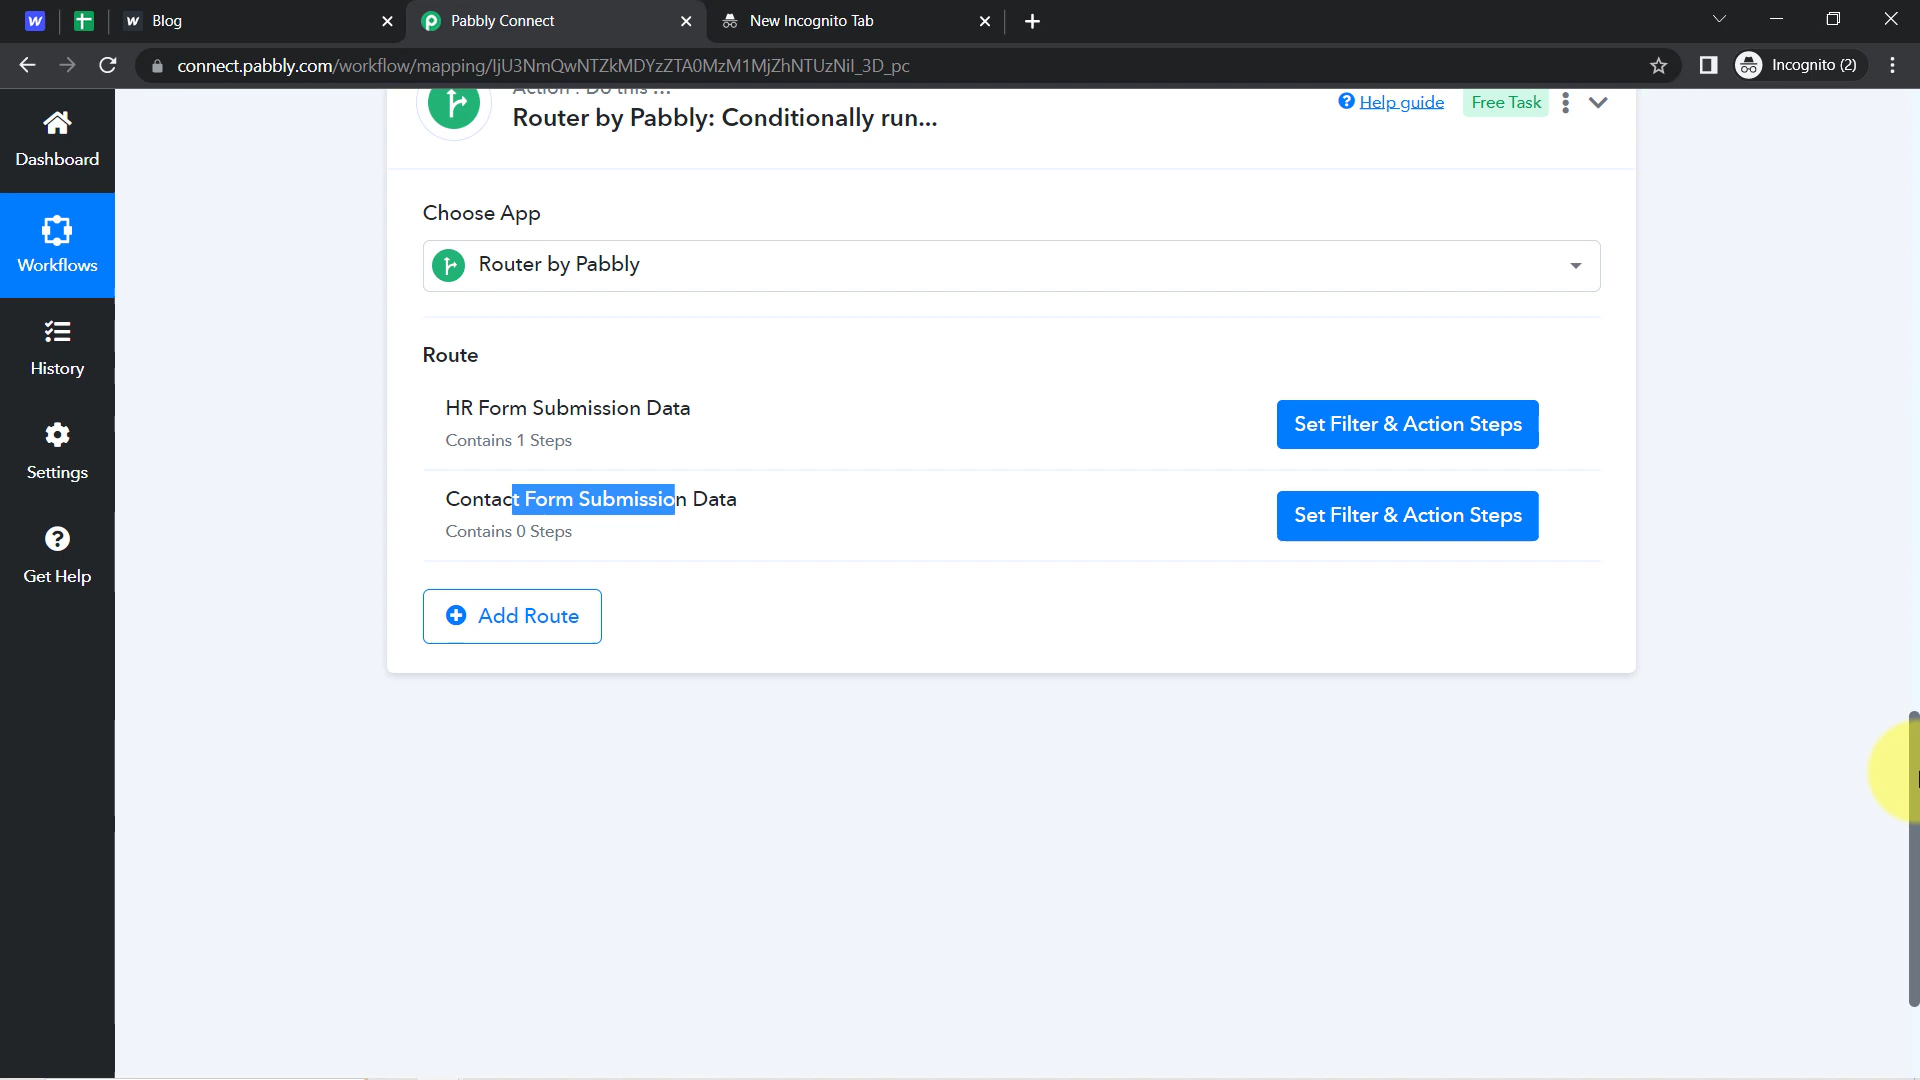 Blog
Pabbly Connect
New Incognito Tab
connect.pabbly.com/workflow/mapping/IjU3NmQwNTZkMDYzZTA0MzM1MjZhNTUzNiI_3D_pc
Incognito (2)
Dashboard
Workflows
History
Settings
Get Help
Action : Do this ...
Router by Pabbly: Conditionally run...
Help guide
Free Task
Choose App
Router by Pabbly
Route
HR Form Submission Data
Contains 1 Steps
Set Filter & Action Steps
Contact Form Submission Data
Contains 0 Steps
Set Filter & Action Steps
Add Route